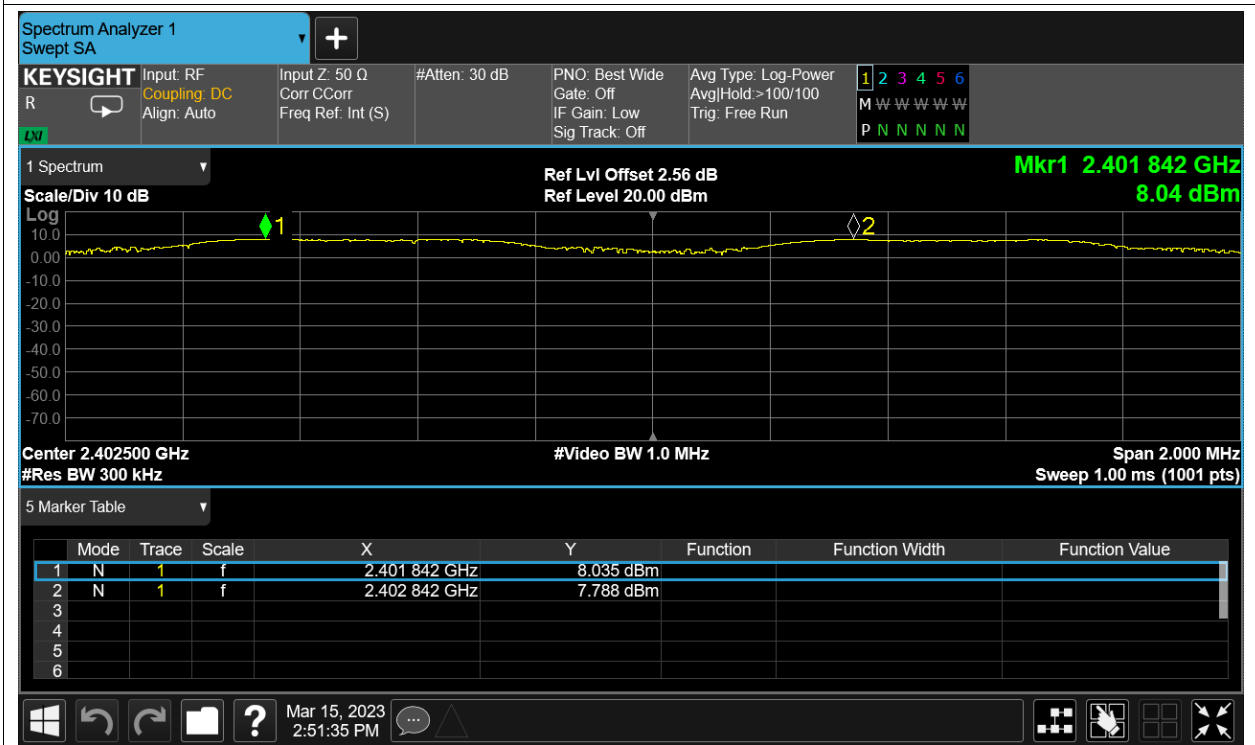 Spectrum Analyzer 1
Swept SA
KEYSIGHT
R
LXI
Input: RF
Coupling: DC
Align: Auto
Input Z: 50 Ω
Corr CCorr
Freq Ref: Int (S)
#Atten: 30 dB
PNO: Best Wide
Gate: Off
IF Gain: Low
Sig Track: Off
Avg Type: Log-Power
Avg|Hold:>100/100
Trig: Free Run
1 2 3 4 5 6
M W W W W W
P N N N N N
1 Spectrum
Scale/Div 10 dB
Ref Lvl Offset 2.56 dB
Ref Level 20.00 dBm
Mkr1 2.401 842 GHz
8.04 dBm
Log
10.0
0.00
-10.0
-20.0
-30.0
-40.0
-50.0
-60.0
-70.0
1
2
Center 2.402500 GHz
#Res BW 300 kHz
#Video BW 1.0 MHz
Span 2.000 MHz
Sweep 1.00 ms (1001 pts)
5 Marker Table
Mode Trace Scale X Y Function Function Width Function Value
1 N 1 f 2.401 842 GHz 8.035 dBm
2 N 1 f 2.402 842 GHz 7.788 dBm
3
4
5
6
?
Mar 15, 2023
2:51:35 PM